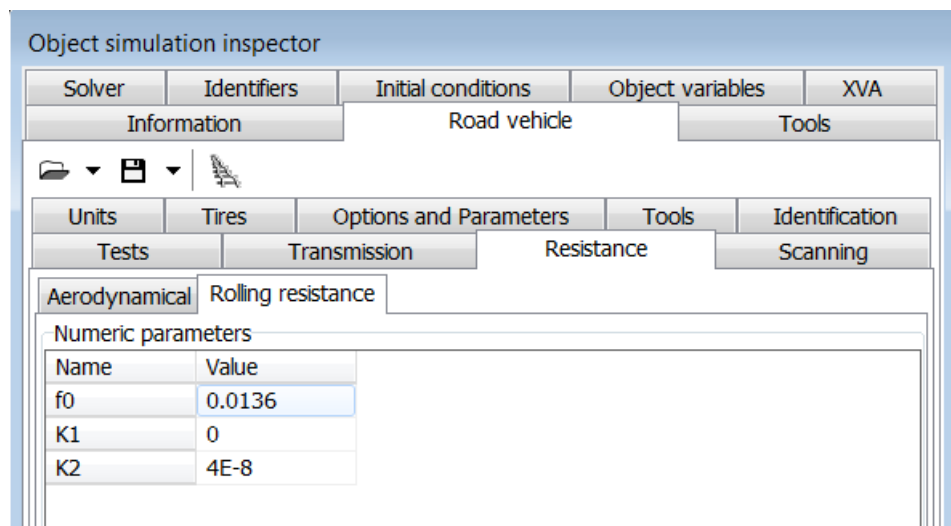 Object simulation inspector
Solver Identifiers Initial conditions Object variables XVA
Information Road vehicle Tools
Units Tires Options and Parameters Tools Identification
Tests Transmission Resistance Scanning
Aerodynamical Rolling resistance
Numeric parameters
Name Value
f0 0.0136
K1 0
K2 4E-8